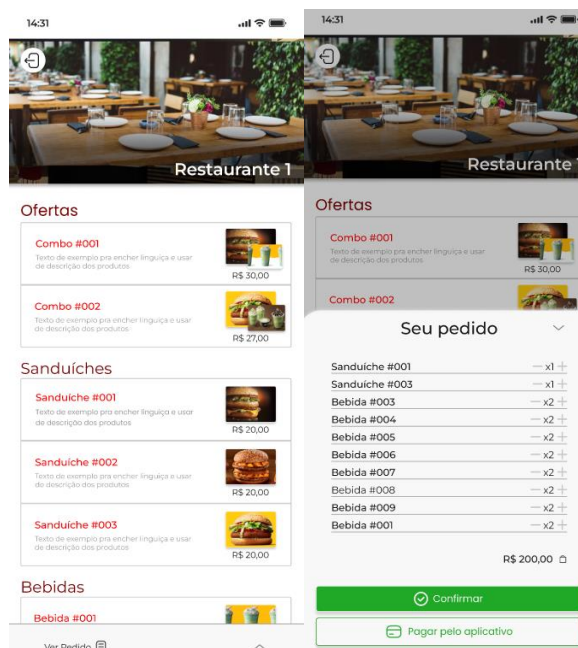 14:31
Restaurante 1
Ofertas
Combo #001
Texto de exemplo pra encher linguiça e usar
de descrição dos produtos
R$ 30,00
Combo #002
Texto de exemplo pra encher linguiça e usar
de descrição dos produtos
R$ 27,00
Sanduíches
Sanduíche #001
Texto de exemplo pra encher linguiça e usar
de descrição dos produtos
R$ 20,00
Sanduíche #002
Texto de exemplo pra encher linguiça e usar
de descrição dos produtos
R$ 20,00
Sanduíche #003
Texto de exemplo pra encher linguiça e usar
de descrição dos produtos
R$ 20,00
Bebidas
Bebida #001
Ver Pedido
14:31
Restaurante 1
Ofertas
Combo #001
Texto de exemplo pra encher linguiça e usar
de descrição dos produtos
R$ 30,00
Combo #002
Seu pedido
Sanduíche #001 — x1 +
Sanduíche #003 — x1 +
Bebida #003 — x2 +
Bebida #004 — x2 +
Bebida #005 — x2 +
Bebida #006 — x2 +
Bebida #007 — x2 +
Bebida #008 — x2 +
Bebida #009 — x2 +
Bebida #001 — x2 +
R$ 200,00
Confirmar
Pagar pelo aplicativo